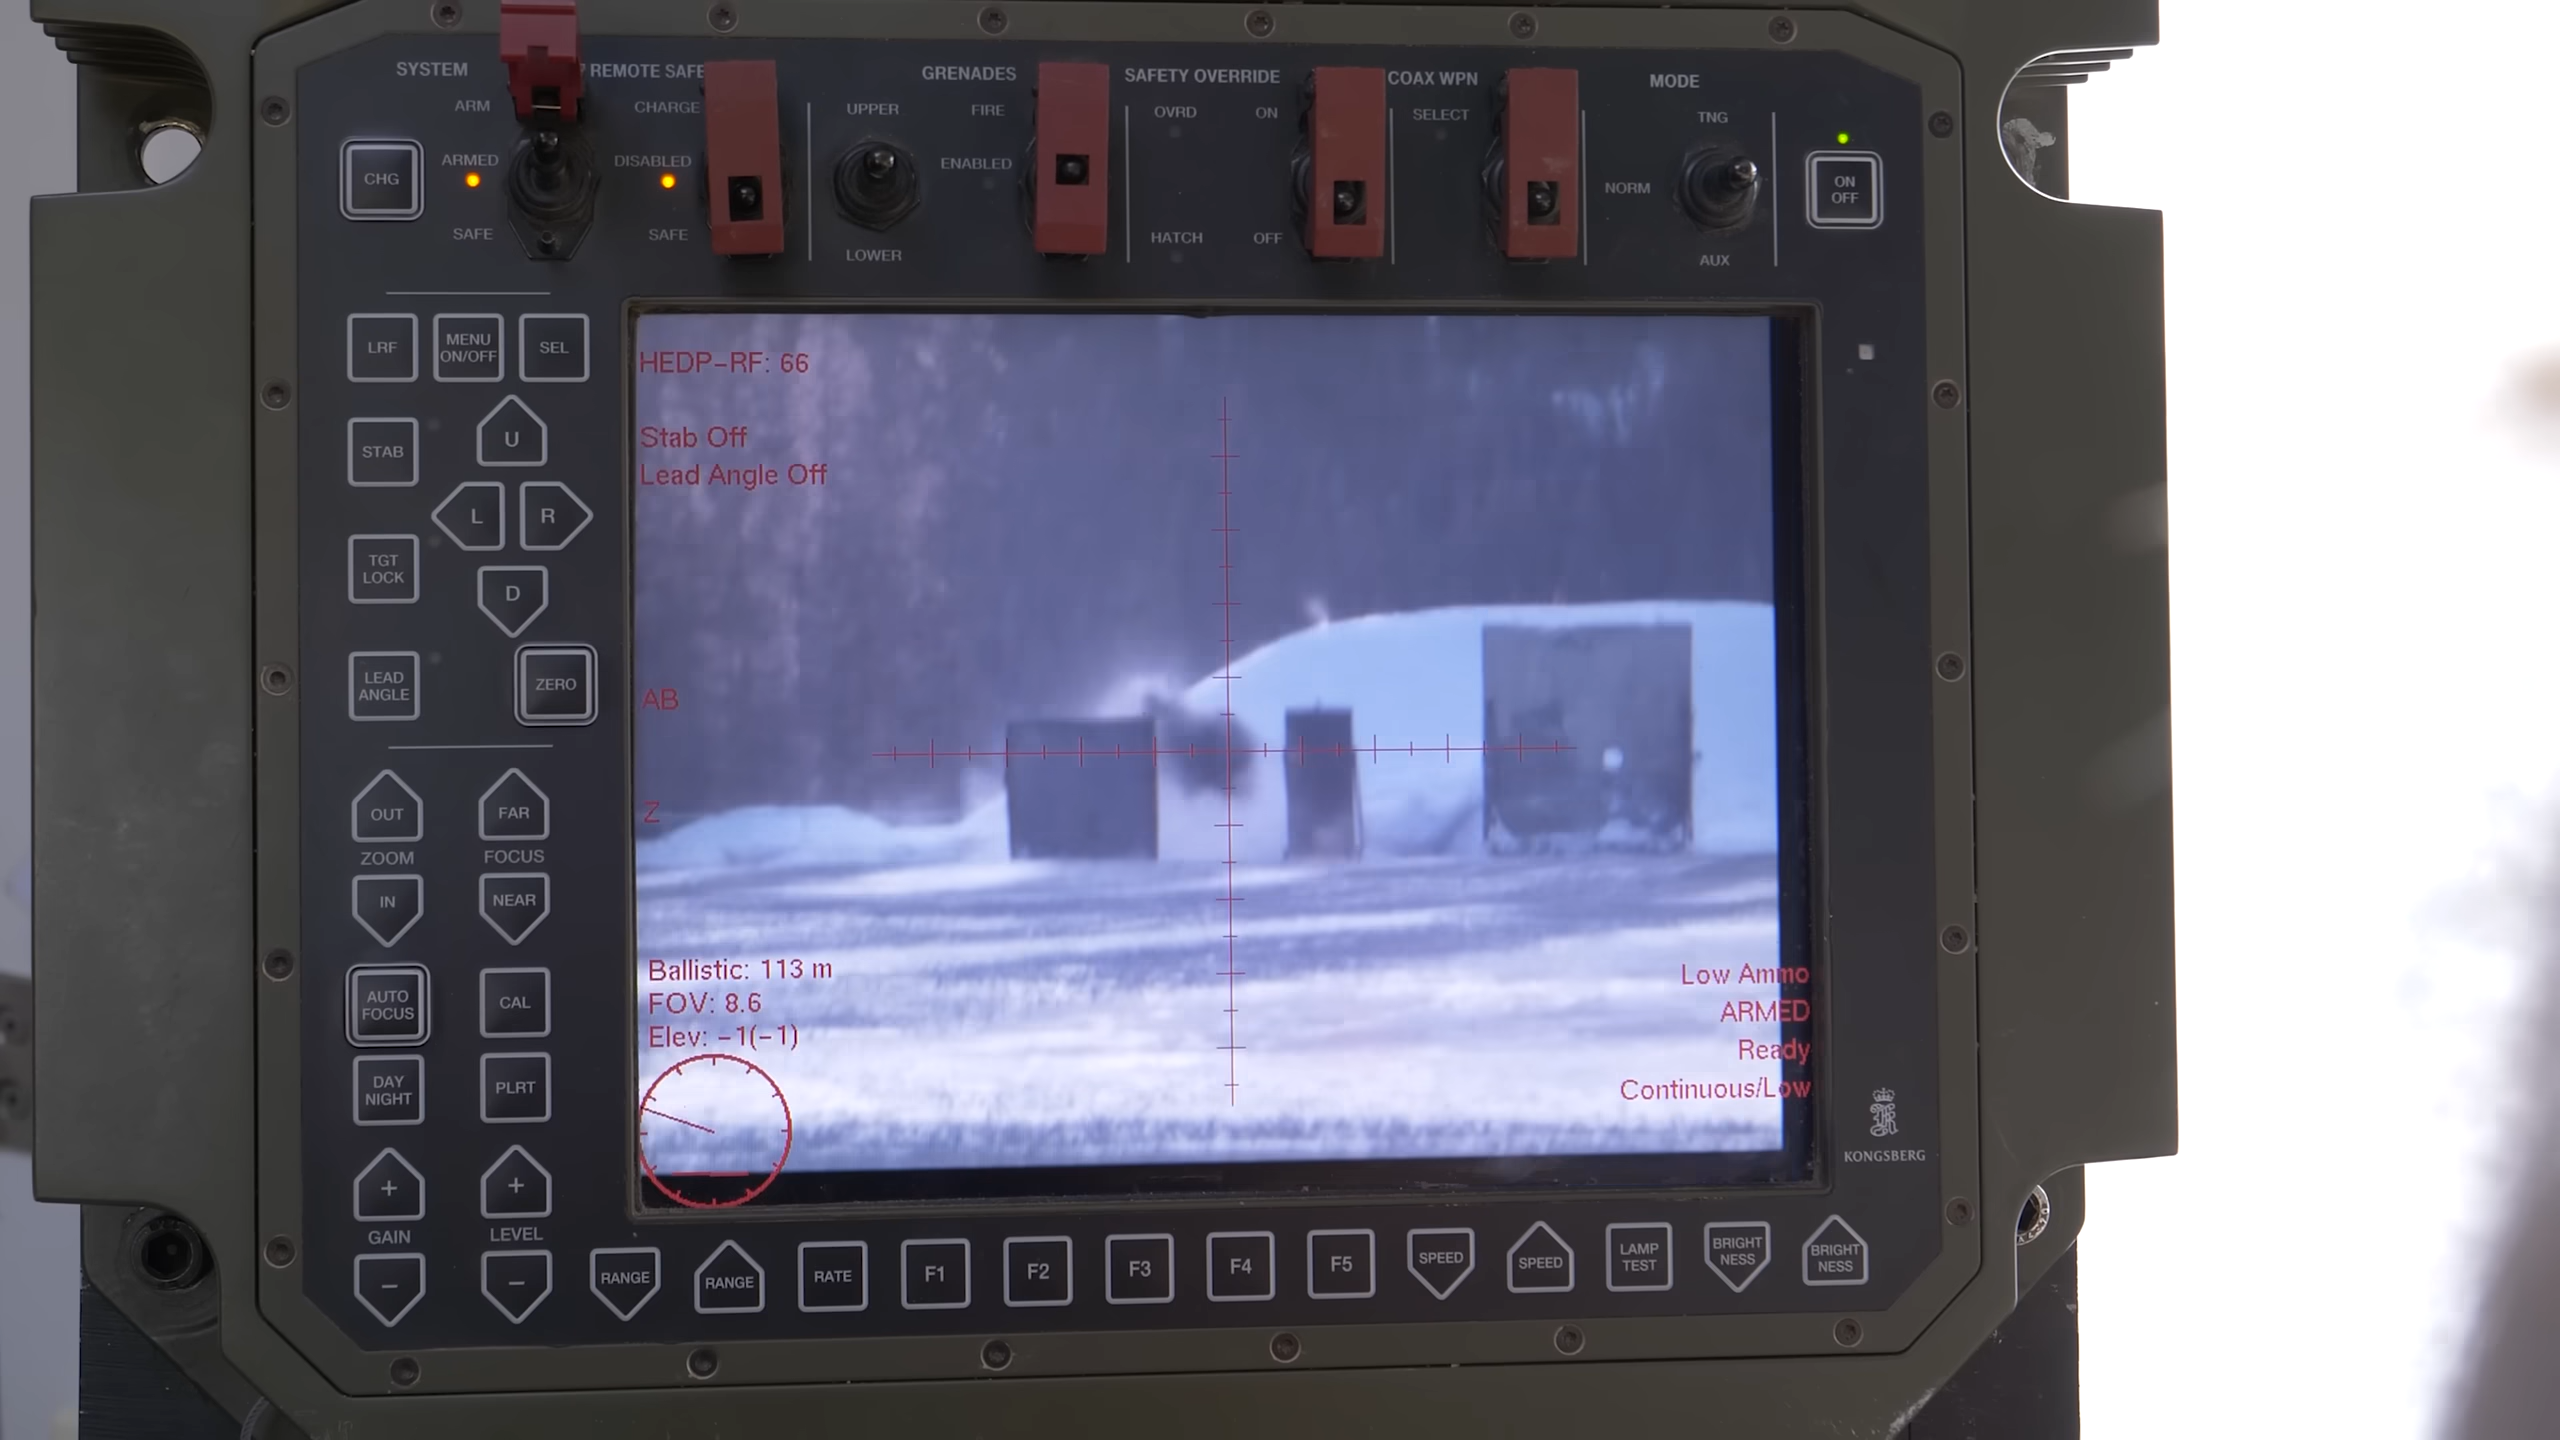 SYSTEM
REMOTE SAFE
GRENADES
SAFETY OVERRIDE
COAX WPN
MODE
ARM
CHARGE
UPPER
FIRE
OVRD
ON
SELECT
TNG
CHG
ARMED
DISABLED
ENABLED
NORM
ON
OFF
SAFE
SAFE
LOWER
HATCH
OFF
AUX
LRF
MENU
ON/OFF
SEL
STAB
U
L
R
TGT
LOCK
D
LEAD
ANGLE
ZERO
OUT
FAR
ZOOM
FOCUS
IN
NEAR
AUTO
FOCUS
CAL
DAY
NIGHT
PLRT
+
+
GAIN
LEVEL
−
−
HEDP-RF: 66
Stab Off
Lead Angle Off
AB
Z
Ballistic: 113 m
FOV: 8.6
Elev: -1(-1)
Low Ammo
ARMED
Ready
Continuous/Low
KONGSBERG
RANGE
RANGE
RATE
F1
F2
F3
F4
F5
SPEED
SPEED
LAMP
TEST
BRIGHT
NESS
BRIGHT
NESS